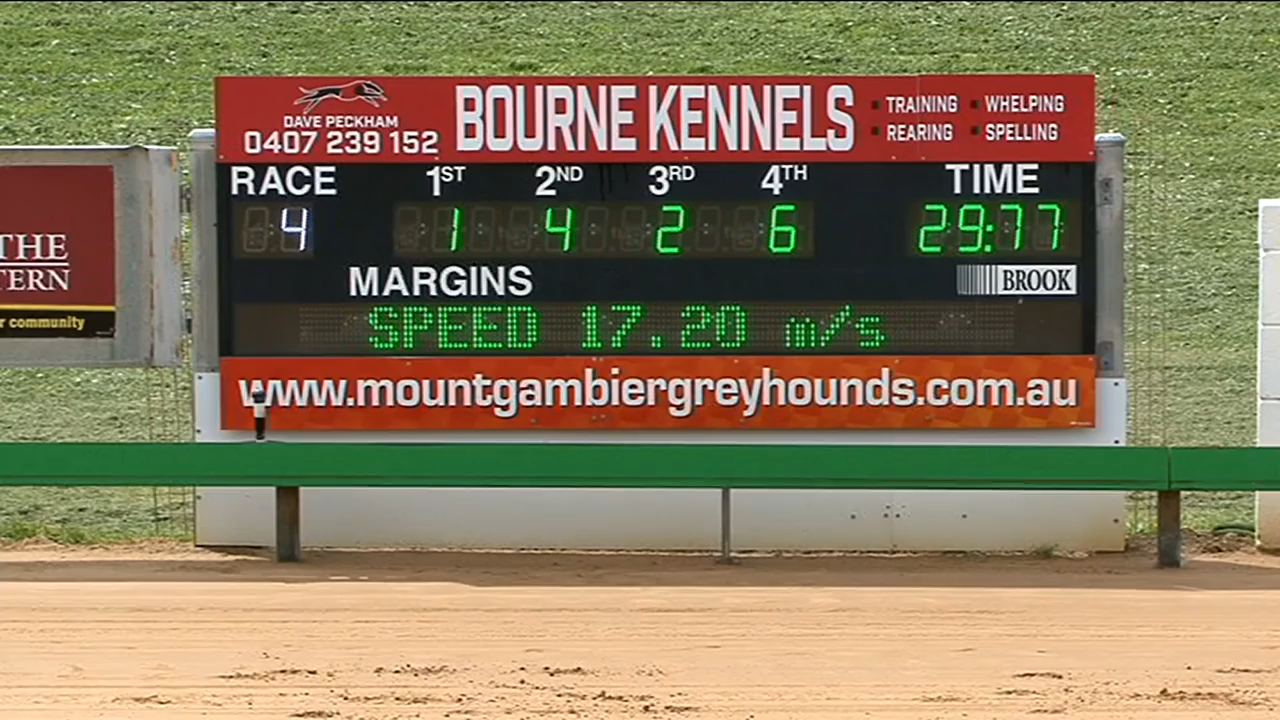 DAVE PECKHAM
0407 239 152
BOURNE KENNELS
TRAINING
WHELPING
REARING
SPELLING
RACE 1ST 2ND 3RD 4TH TIME
4 1 4 2 6 29:77
MARGINS
BROOK
SPEED 17.20 m/s
www.mountgambiergreyhounds.com.au
THE
TERN
r community